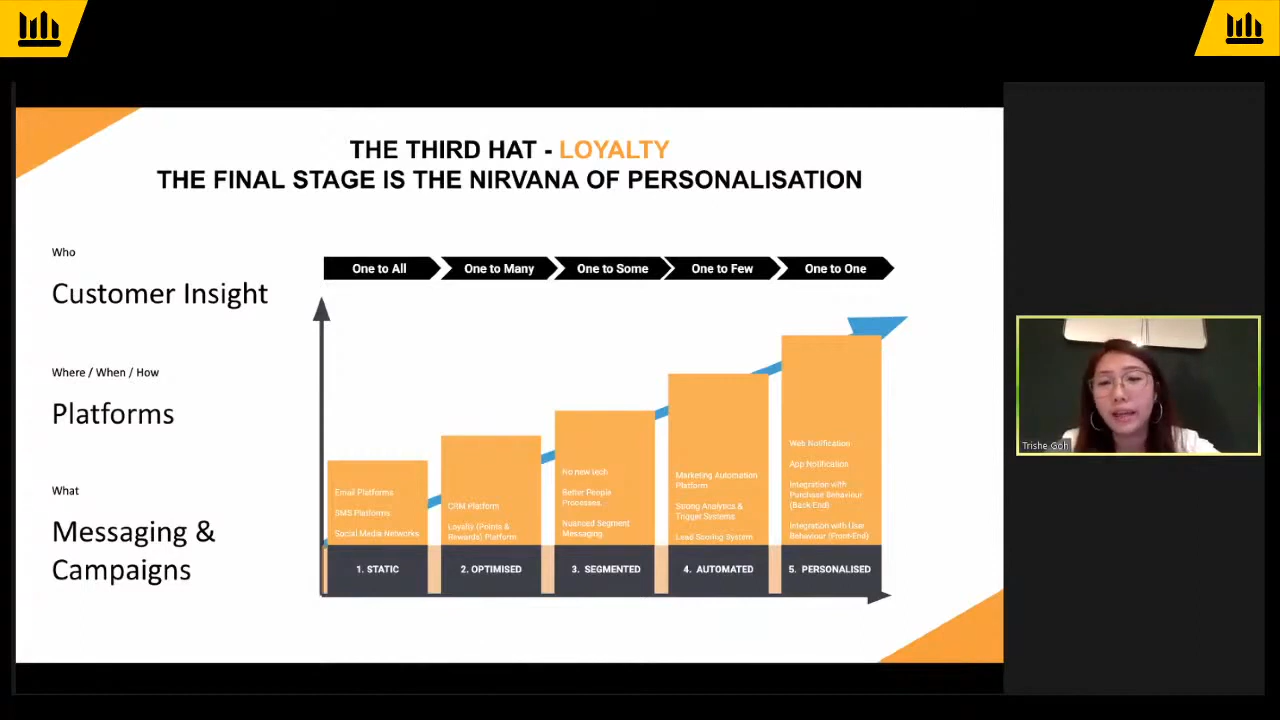 THE THIRD HAT - LOYALTY
THE FINAL STAGE IS THE NIRVANA OF PERSONALISATION
Who
Customer Insight
Where / When / How
Platforms
What
Messaging &
Campaigns
One to All
One to Many
One to Some
One to Few
One to One
Email Platforms
SMS Platforms
Social Media Networks
1. STATIC
CRM Platform
Loyalty (Points &
Rewards) Platform
2. OPTIMISED
No new tech
Better People
Processes.
Nuanced Segment
Messaging
3. SEGMENTED
Marketing Automation
Platform
Strong Analytics &
Trigger Systems
Lead Scoring System
4. AUTOMATED
Web Notification
App Notification
Integration with
Purchase Behaviour
(Back End)
Integration with User
Behaviour (Front-End)
5. PERSONALISED
Trishe Goh